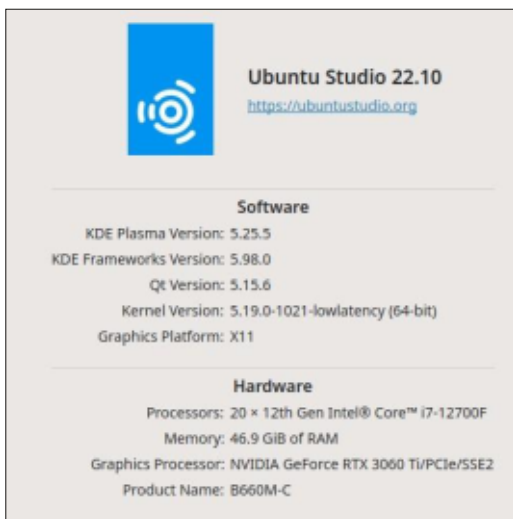 Ubuntu Studio 22.10
https://ubuntustudio.org
Software
KDE Plasma Version: 5.25.5
KDE Frameworks Version: 5.98.0
Qt Version: 5.15.6
Kernel Version: 5.19.0-1021-lowlatency (64-bit)
Graphics Platform: X11
Hardware
Processors: 20 × 12th Gen Intel® Core™ i7-12700F
Memory: 46.9 GiB of RAM
Graphics Processor: NVIDIA GeForce RTX 3060 Ti/PCIe/SSE2
Product Name: B660M-C